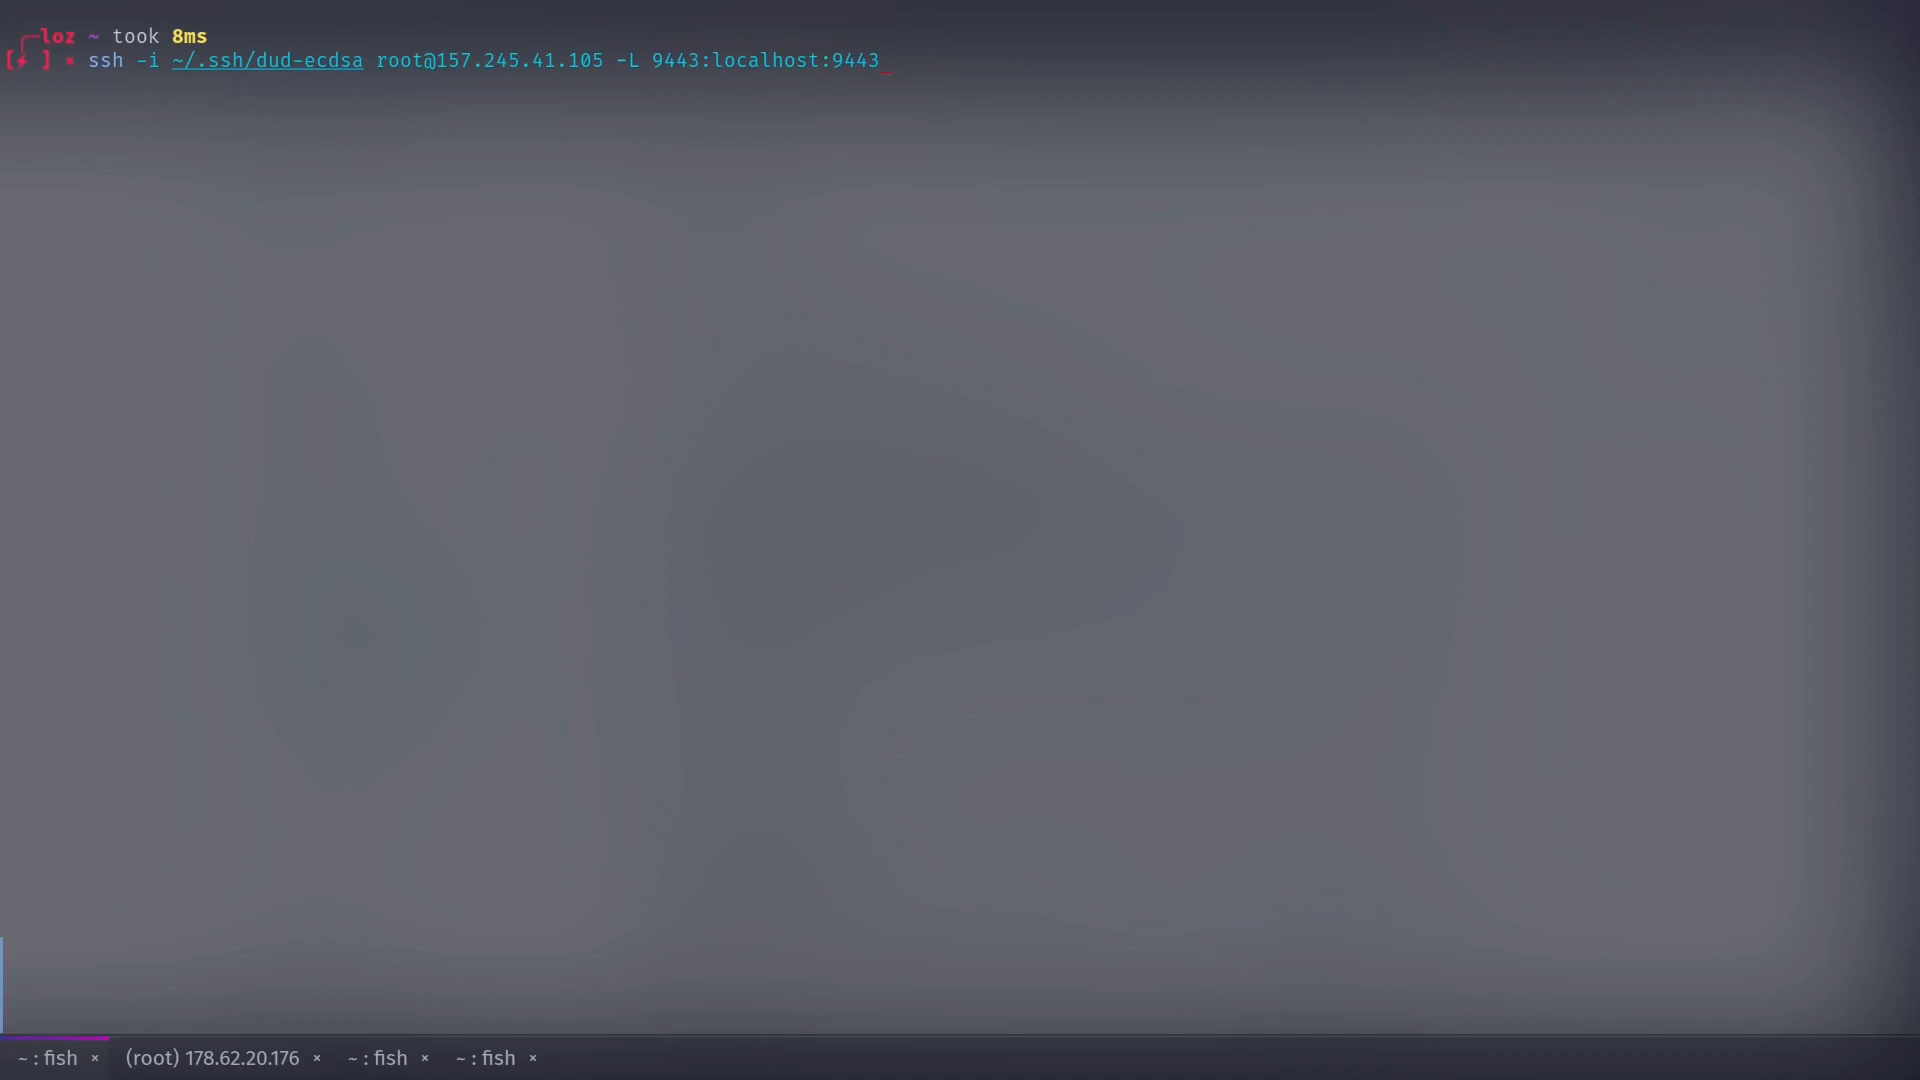 loz ~ took 8ms
[⚡ ] × ssh -i ~/.ssh/dud-ecdsa root@157.245.41.105 -L 9443:localhost:9443_
~ : fish × (root) 178.62.20.176 × ~ : fish × ~ : fish ×